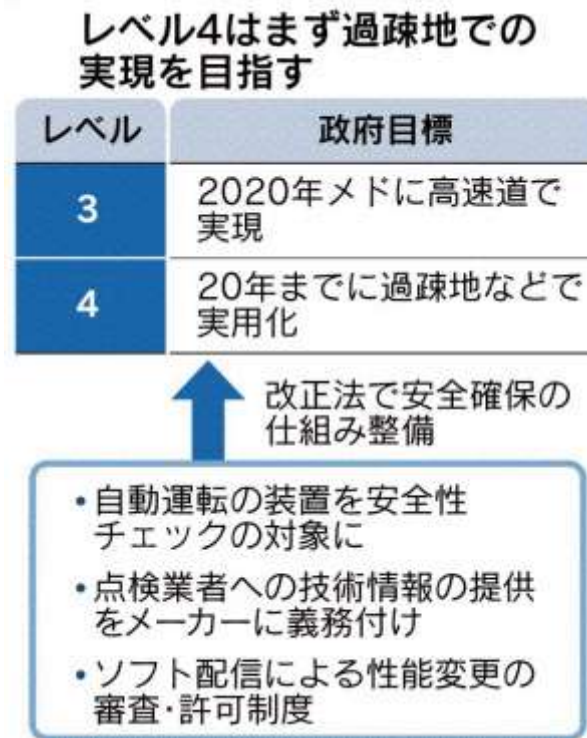 レベル4はまず過疎地での
実現を目指す
レベル 政府目標
3 2020年メドに高速道で
実現
4 20年までに過疎地などで
実用化
改正法で安全確保の
仕組み整備
•自動運転の装置を安全性
チェックの対象に
•点検業者への技術情報の提供
をメーカーに義務付け
•ソフト配信による性能変更の
審査・許可制度